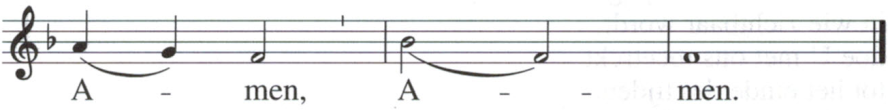 A - men, A - - men.